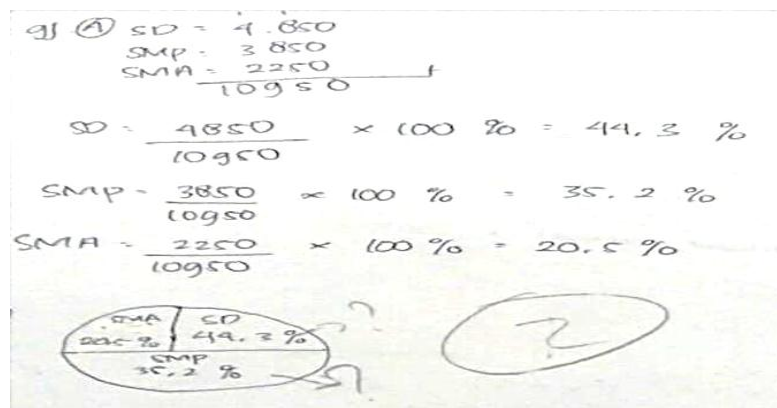 9) A SD = 4.850
SMP = 3 850
SMA = 2250 +
10950
SD = 4850 / 10950 × 100 % = 44,3 %
SMP = 3850 / 10950 × 100 % = 35.2 %
SMA = 2250 / 10950 × 100 % = 20,5 %
SMA 20,5 % SD 44.3 % ?
SMP 35,2 % ?
2